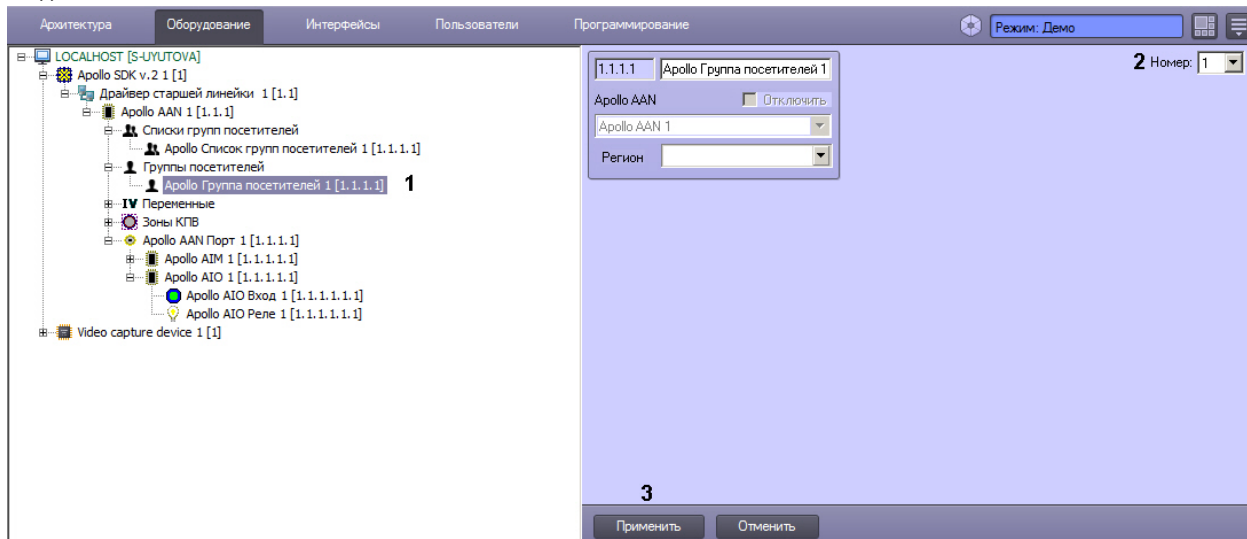 Архитектура Оборудование Интерфейсы Пользователи Программирование Режим: Демо
LOCALHOST [S-UYUTOVA]
Apollo SDK v.2 1 [1]
Драйвер старшей линейки 1 [1.1]
Apollo AAN 1 [1.1.1]
Списки групп посетителей
Apollo Список групп посетителей 1 [1.1.1.1]
Группы посетителей
Apollo Группа посетителей 1 [1.1.1.1] 1
IV Переменные
Зоны КПВ
Apollo AAN Порт 1 [1.1.1.1]
Apollo AIM 1 [1.1.1.1.1]
Apollo AIO 1 [1.1.1.1.1]
Apollo AIO Вход 1 [1.1.1.1.1.1]
Apollo AIO Реле 1 [1.1.1.1.1.1]
Video capture device 1 [1]
1.1.1.1 Apollo Группа посетителей 1
Apollo AAN Отключить
Apollo AAN 1
Регион
2 Номер: 1
3
Применить Отменить